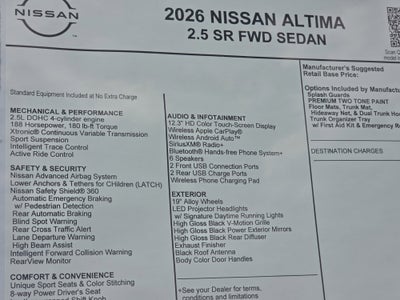 NISSAN
2026 NISSAN ALTIMA
2.5 SR FWD SEDAN
Standard Equipment Included at No Extra Charge
MECHANICAL & PERFORMANCE
2.5L DOHC 4-cylinder engine
188 Horsepower, 180 lb-ft Torque
Xtronic® Continuous Variable Transmission
Sport Suspension
Intelligent Trace Control
Active Ride Control
SAFETY & SECURITY
Nissan Advanced Airbag System
Lower Anchors & Tethers for Children (LATCH)
Nissan Safety Shield® 360
Automatic Emergency Braking
w/ Pedestrian Detection
Rear Automatic Braking
Blind Spot Warning
Rear Cross Traffic Alert
Lane Departure Warning
High Beam Assist
Intelligent Forward Collision Warning
RearView Monitor
COMFORT & CONVENIENCE
Unique Sport Seats & Color Stitching
8-way Power Driver's Seat
Shift Knob
AUDIO & INFOTAINMENT
12.3" HD Color Touch-Screen Display
Wireless Apple CarPlay®
Wireless Android Auto™
SiriusXM® Radio+
Bluetooth® Hands-free Phone System+
6 Speakers
2 Front USB Connection Ports
2 Rear USB Charge Ports
Wireless Phone Charging Pad
EXTERIOR
19" Alloy Wheels
LED Projector Headlights
w/ Signature Daytime Running Lights
High Gloss Black V-Motion Grille
High Gloss Black Power Exterior Mirrors
High Gloss Black Rear Diffuser
Exhaust Finisher
Black Roof Antenna
Body Color Door Handles
+See your Dealer for terms,
conditions and limitations
Scan
Manufacturer's Suggested
Retail Base Price:
Options Included by Manufactu
Splash Guards
PREMIUM TWO TONE PAINT
Floor Mats, Trunk Mat,
Hideaway Net, & Dual Trunk Ho
Trunk Organizer Tray
w/ First Aid Kit & Emergency R
DESTINATION CHARGES